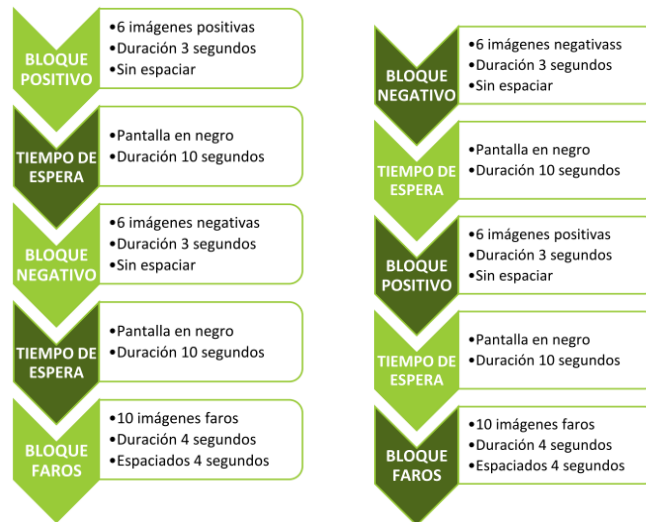 BLOQUE
POSITIVO
•6 imágenes positivas
•Duración 3 segundos
•Sin espaciar
TIEMPO DE
ESPERA
•Pantalla en negro
•Duración 10 segundos
BLOQUE
NEGATIVO
•6 imágenes negativas
•Duración 3 segundos
•Sin espaciar
TIEMPO DE
ESPERA
•Pantalla en negro
•Duración 10 segundos
BLOQUE
FAROS
•10 imágenes faros
•Duración 4 segundos
•Espaciados 4 segundos
BLOQUE
NEGATIVO
•6 imágenes negativass
•Duración 3 segundos
•Sin espaciar
TIEMPO DE
ESPERA
•Pantalla en negro
•Duración 10 segundos
BLOQUE
POSITIVO
•6 imágenes positivas
•Duración 3 segundos
•Sin espaciar
TIEMPO DE
ESPERA
•Pantalla en negro
•Duración 10 segundos
BLOQUE
FAROS
•10 imágenes faros
•Duración 4 segundos
•Espaciados 4 segundos